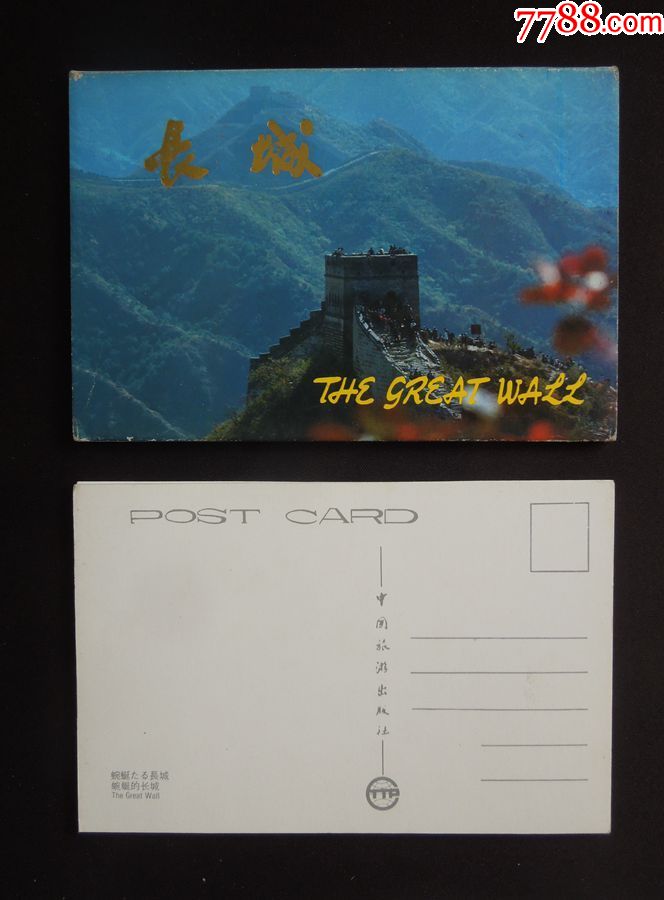 7788.com
長城
THE GREAT WALL
POST CARD
中国旅游出版社
蜿蜒たる長城
蜿蜒的长城
The Great Wall
TTP